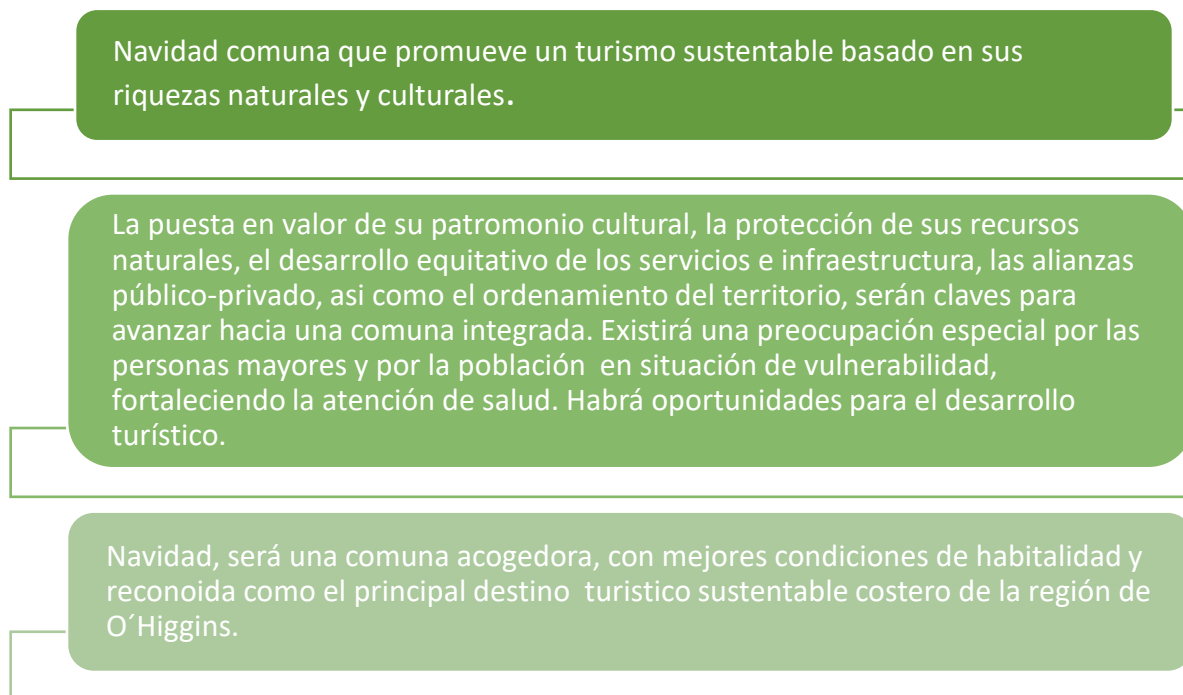 Navidad comuna que promueve un turismo sustentable basado en sus
riquezas naturales y culturales.
La puesta en valor de su patromonio cultural, la protección de sus recursos
naturales, el desarrollo equitativo de los servicios e infraestructura, las alianzas
público-privado, asi como el ordenamiento del territorio, serán claves para
avanzar hacia una comuna integrada. Existirá una preocupación especial por las
personas mayores y por la población  en situación de vulnerabilidad,
fortaleciendo la atención de salud. Habrá oportunidades para el desarrollo
turístico.
Navidad, será una comuna acogedora, con mejores condiciones de habitalidad y
reconoida como el principal destino  turistico sustentable costero de la región de
O´Higgins.